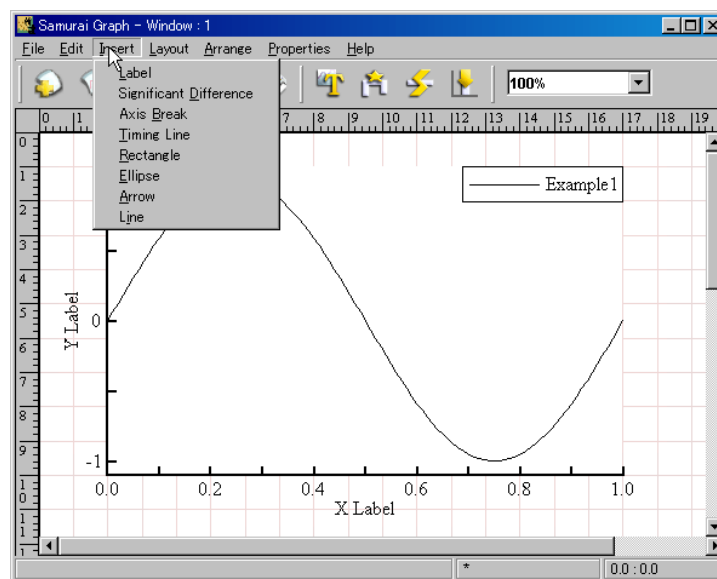 Samurai Graph - Window : 1
File Edit Insert Layout Arrange Properties Help
Label
Significant Difference
Axis Break
Timing Line
Rectangle
Ellipse
Arrow
Line
100%
0 1 7 8 9 10 11 12 13 14 15 16 17 18 19
0
1
2
3
4
5
6
7
8
9
10
11
Example1
Y Label
0
-1
0.0 0.2 0.4 0.6 0.8 1.0
X Label
* 0.0 : 0.0